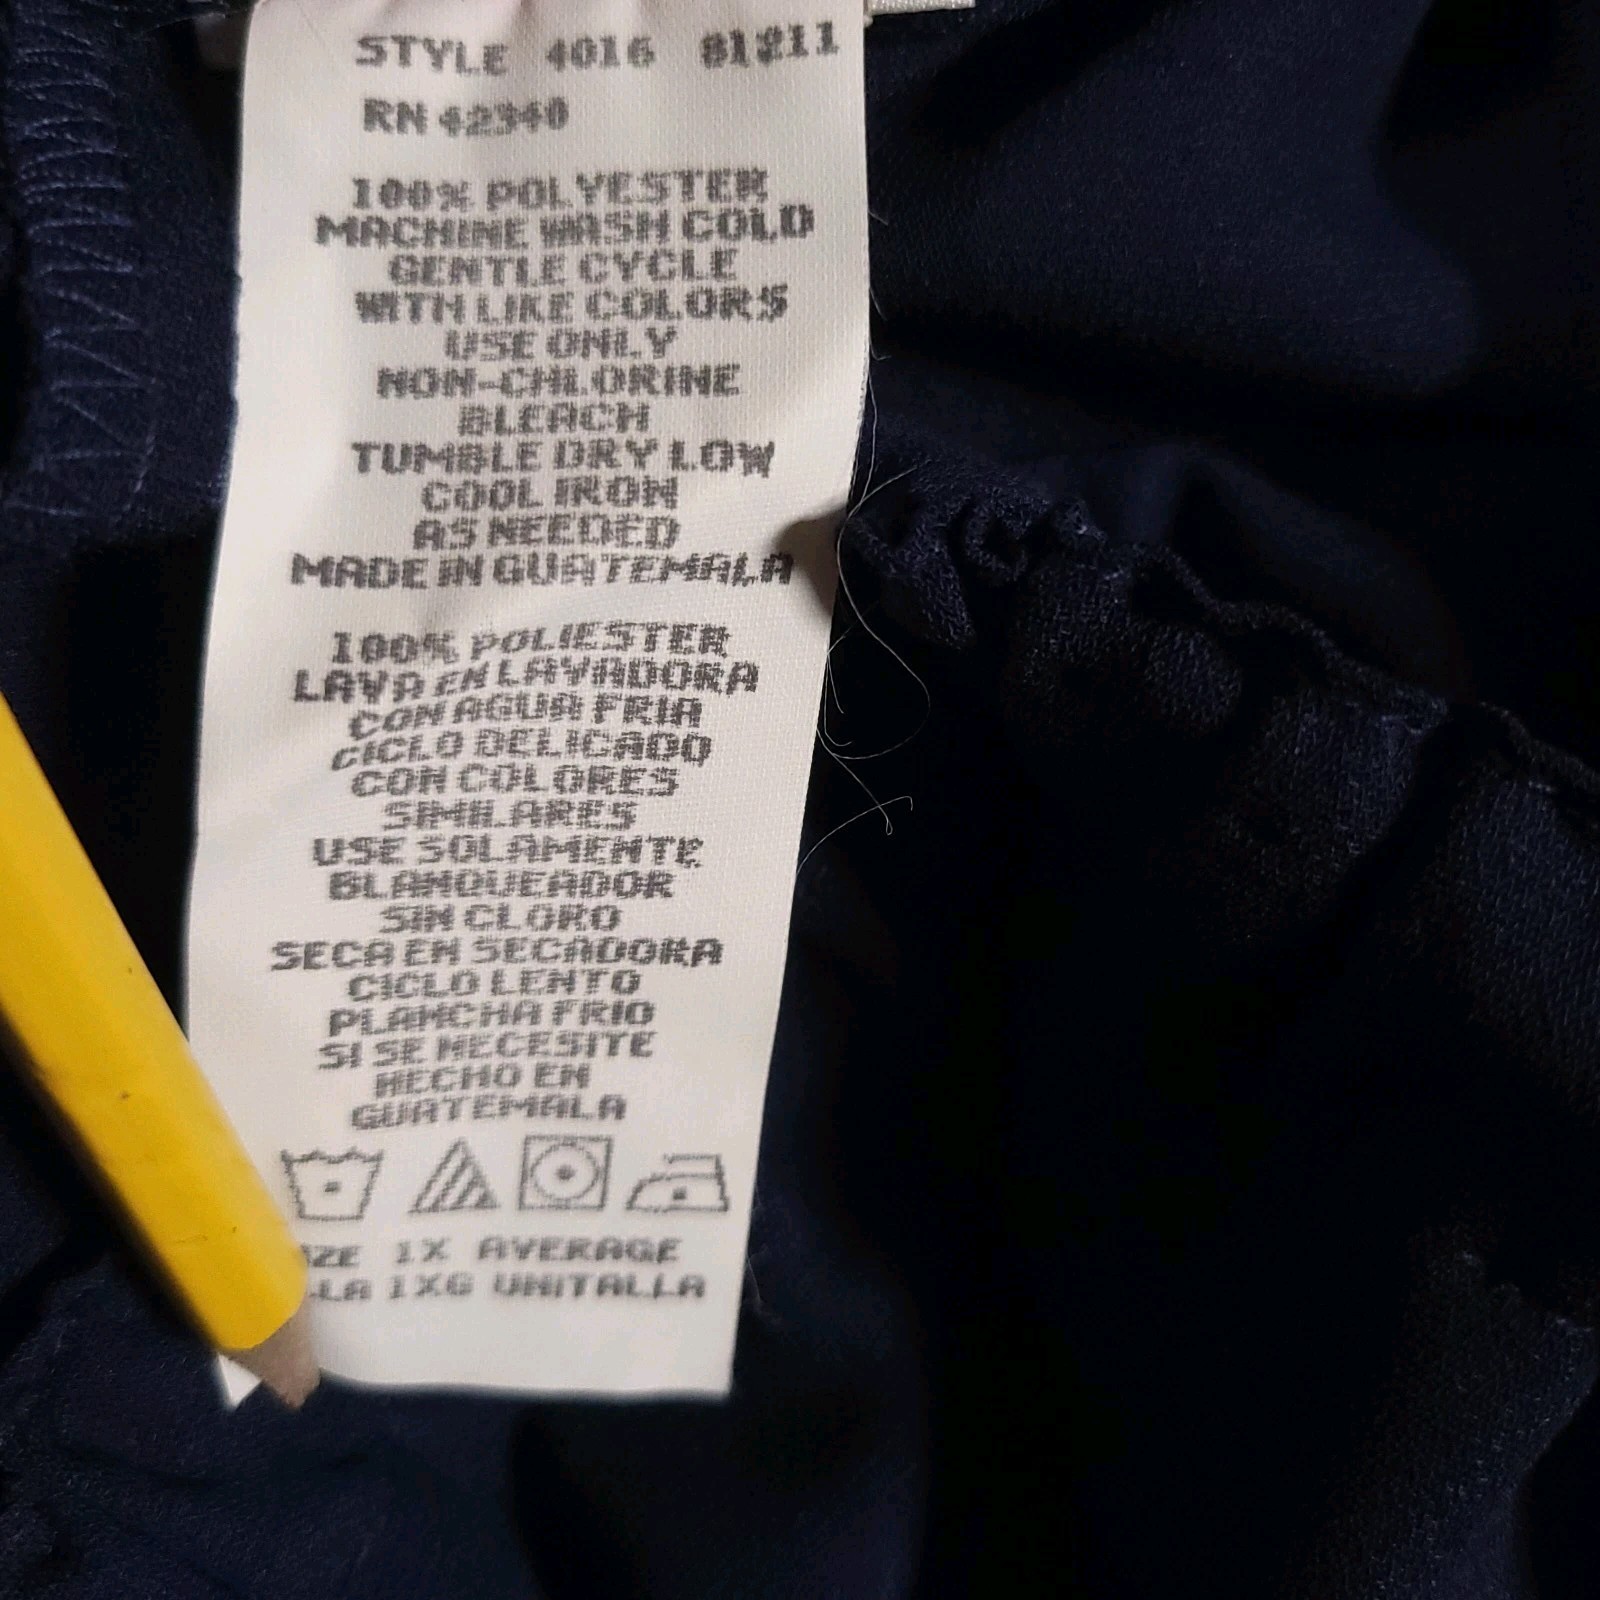 STYLE 4016 81211
RN 42340
100% POLYESTER
MACHINE WASH COLD
GENTLE CYCLE
WITH LIKE COLORS
USE ONLY
NON-CHLORINE
BLEACH
TUMBLE DRY LOW
COOL IRON
AS NEEDED
MADE IN GUATEMALA
100% POLIESTER
LAVA EN LAVADORA
CON AGUA FRIA
CICLO DELICADO
CON COLORES
SIMILARES
USE SOLAMENTE
BLANQUEADOR
SIN CLORO
SECA EN SECADORA
CICLO LENTO
PLANCHA FRIO
SI SE NECESITE
HECHO EN
GUATEMALA
ZE 1X AVERAGE
LA 1XG UNITALLA